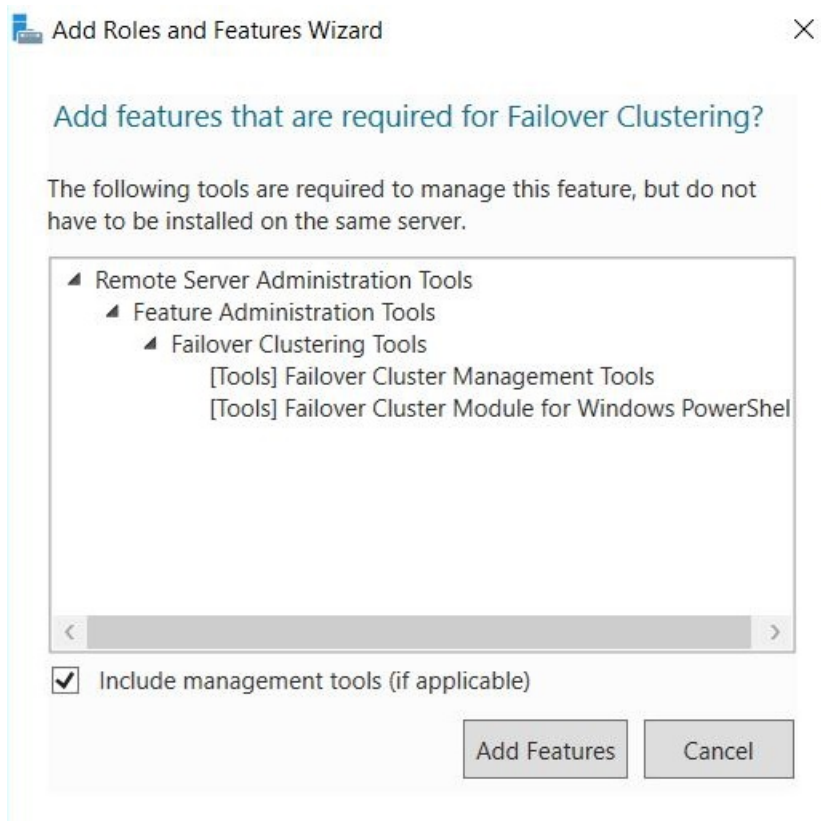 Add Roles and Features Wizard
Add features that are required for Failover Clustering?
The following tools are required to manage this feature, but do not
have to be installed on the same server.
Remote Server Administration Tools
Feature Administration Tools
Failover Clustering Tools
[Tools] Failover Cluster Management Tools
[Tools] Failover Cluster Module for Windows PowerShel
Include management tools (if applicable)
Add Features
Cancel